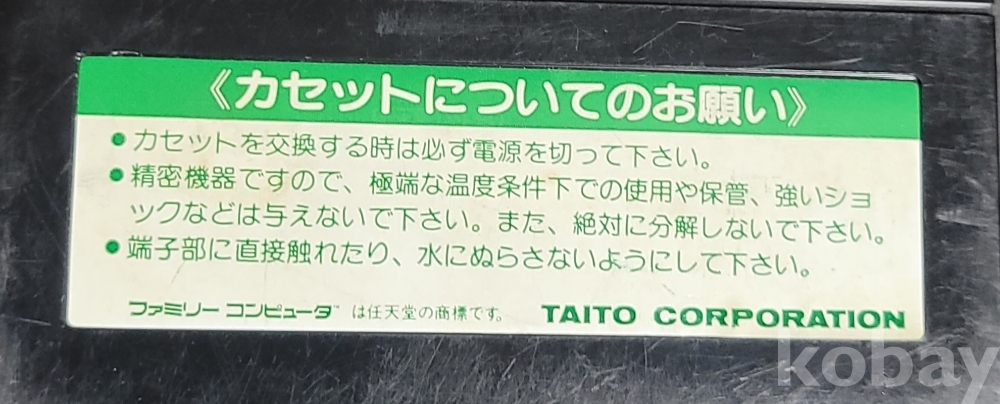 《カセットについてのお願い》
● カセットを交換する時は必ず電源を切って下さい。
● 精密機器ですので、極端な温度条件下での使用や保管、強いショ
ックなどは与えないで下さい。また、絶対に分解しないで下さい。
● 端子部に直接触れたり、水にぬらさないようにして下さい。
ファミリーコンピュータ™ は任天堂の商標です。 TAITO CORPORATION
kobay